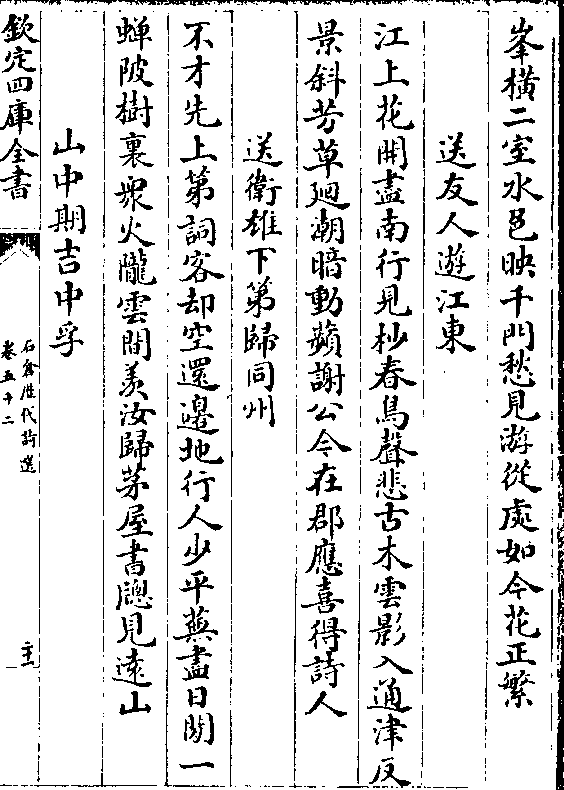 峯橫二室水邑映千門愁見游從處如今花正繁
送友人遊江東
江上花開盡南行見杪春鳥聲悲古木雲影入通津反
景斜芳草廻潮暗動蘋謝公今在郡應喜得詩人
送衛雄下第歸同州
不才先上第詞客却空還邊地行人少平蕪盡日閒一
蟬陂樹裏衆火隴雲間羨汝歸茅屋書牕見遠山
山中期吉中孚
欽定四庫全書
石倉歴代詩選
卷五十二